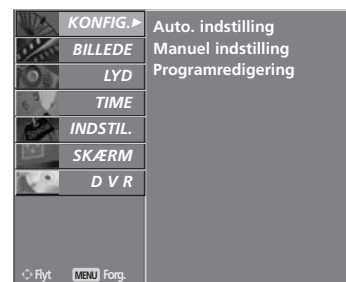 KONFIG.►
BILLEDE
LYD
TIME
INDSTIL.
SKÆRM
D V R
Auto. indstilling
Manuel indstilling
Programredigering
Flyt MENU Forg.